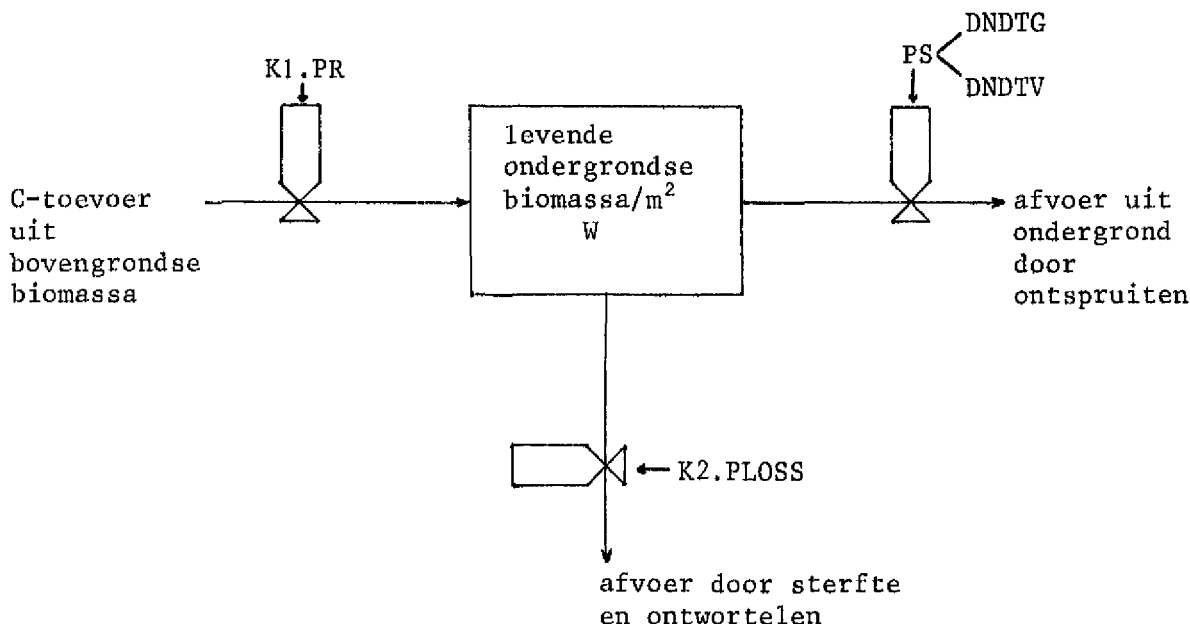 K1.PR
PS
DNDTG
DNDTV
C-toevoer
uit
bovengrondse
biomassa
levende
ondergrondse
biomassa/m²
W
afvoer uit
ondergrond
door
ontspruiten
K2.PLOSS
afvoer door sterfte
en ontwortelen